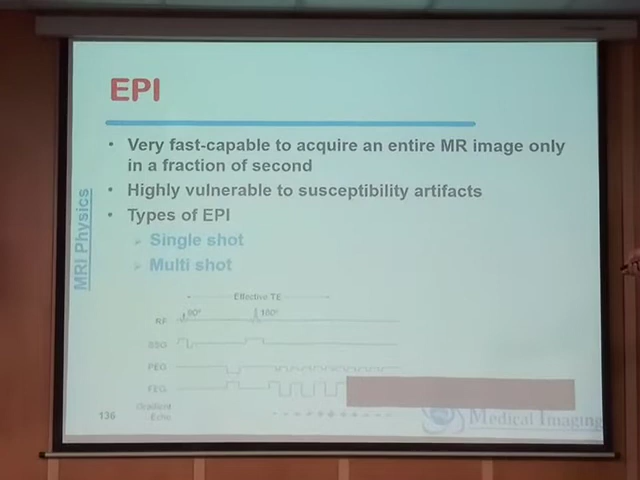 EPI
• Very fast-capable to acquire an entire MR image only
in a fraction of second
• Highly vulnerable to susceptibility artifacts
• Types of EPI
➢ Single shot
➢ Multi shot
MRI Physics
Effective TE
90°
180°
RF
SSG
PEG
FEG
Gradient
Echo
136
Medical Imaging